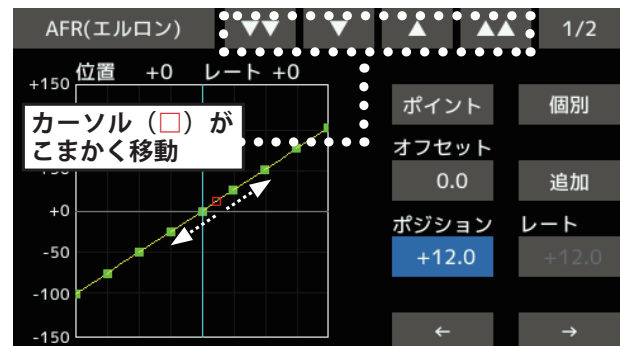 AFR(エルロン) ▼▼ ▼ ▲ ▲▲ 1/2
位置 +0 レート +0
+150
カーソル（□）が
こまかく移動
+0
-50
-100
-150
ポイント 個別
オフセット
0.0 追加
ポジション レート
+12.0 +12.0
← →